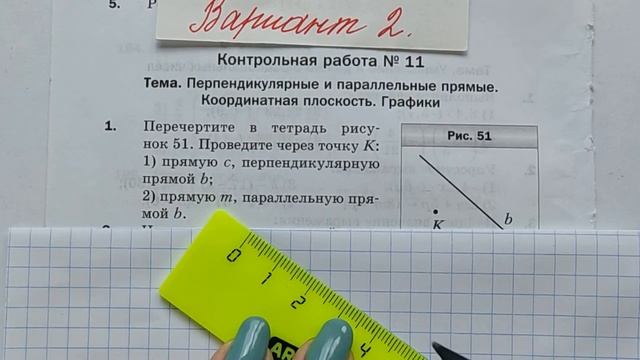 Вариант 2.
5.
Контрольная работа № 11
Тема. Перпендикулярные и параллельные прямые.
Координатная плоскость. Графики
1. Перечертите в тетрадь рису-
нок 51. Проведите через точку K:
1) прямую c, перпендикулярную
прямой b;
2) прямую m, параллельную пря-
мой b.
Рис. 51
K
b
0 1 2 4